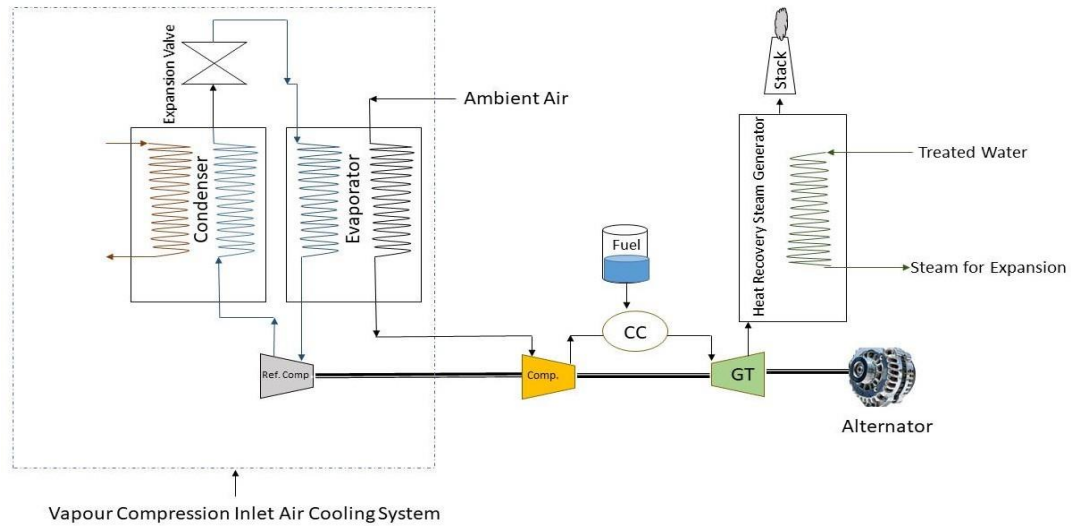 Expansion Valve
Ambient Air
Condenser
Evaporator
Stack
Heat Recovery Steam Generator
Treated Water
Steam for Expansion
Fuel
CC
Ref. Comp
Comp.
GT
Alternator
Vapour Compression Inlet Air Cooling System